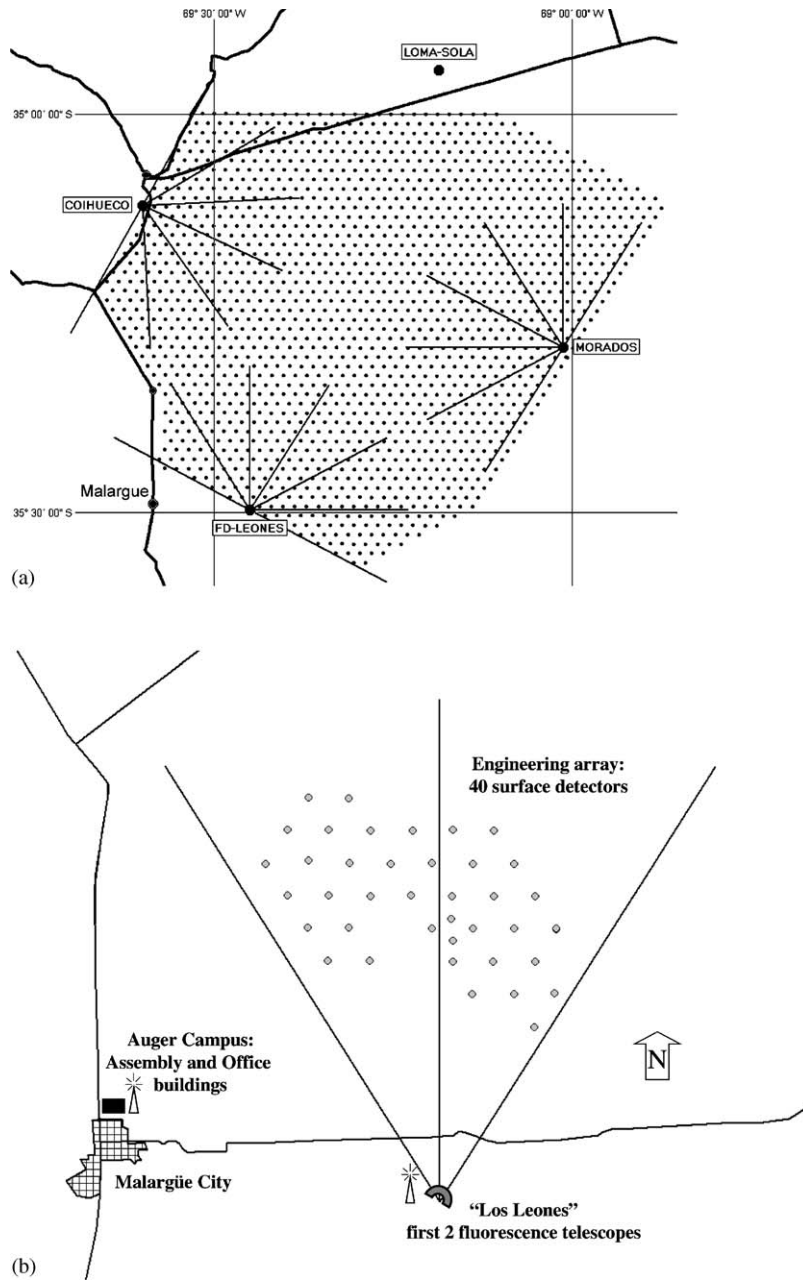 69° 30' 00" W
69° 00' 00" W
LOMA-SOLA
35° 00' 00" S
COIHUECO
MORADOS
Malargue
35° 30' 00" S
FD-LEONES
(a)
Engineering array:
40 surface detectors
Auger Campus:
Assembly and Office
buildings
N
Malargüe City
"Los Leones"
first 2 fluorescence telescopes
(b)